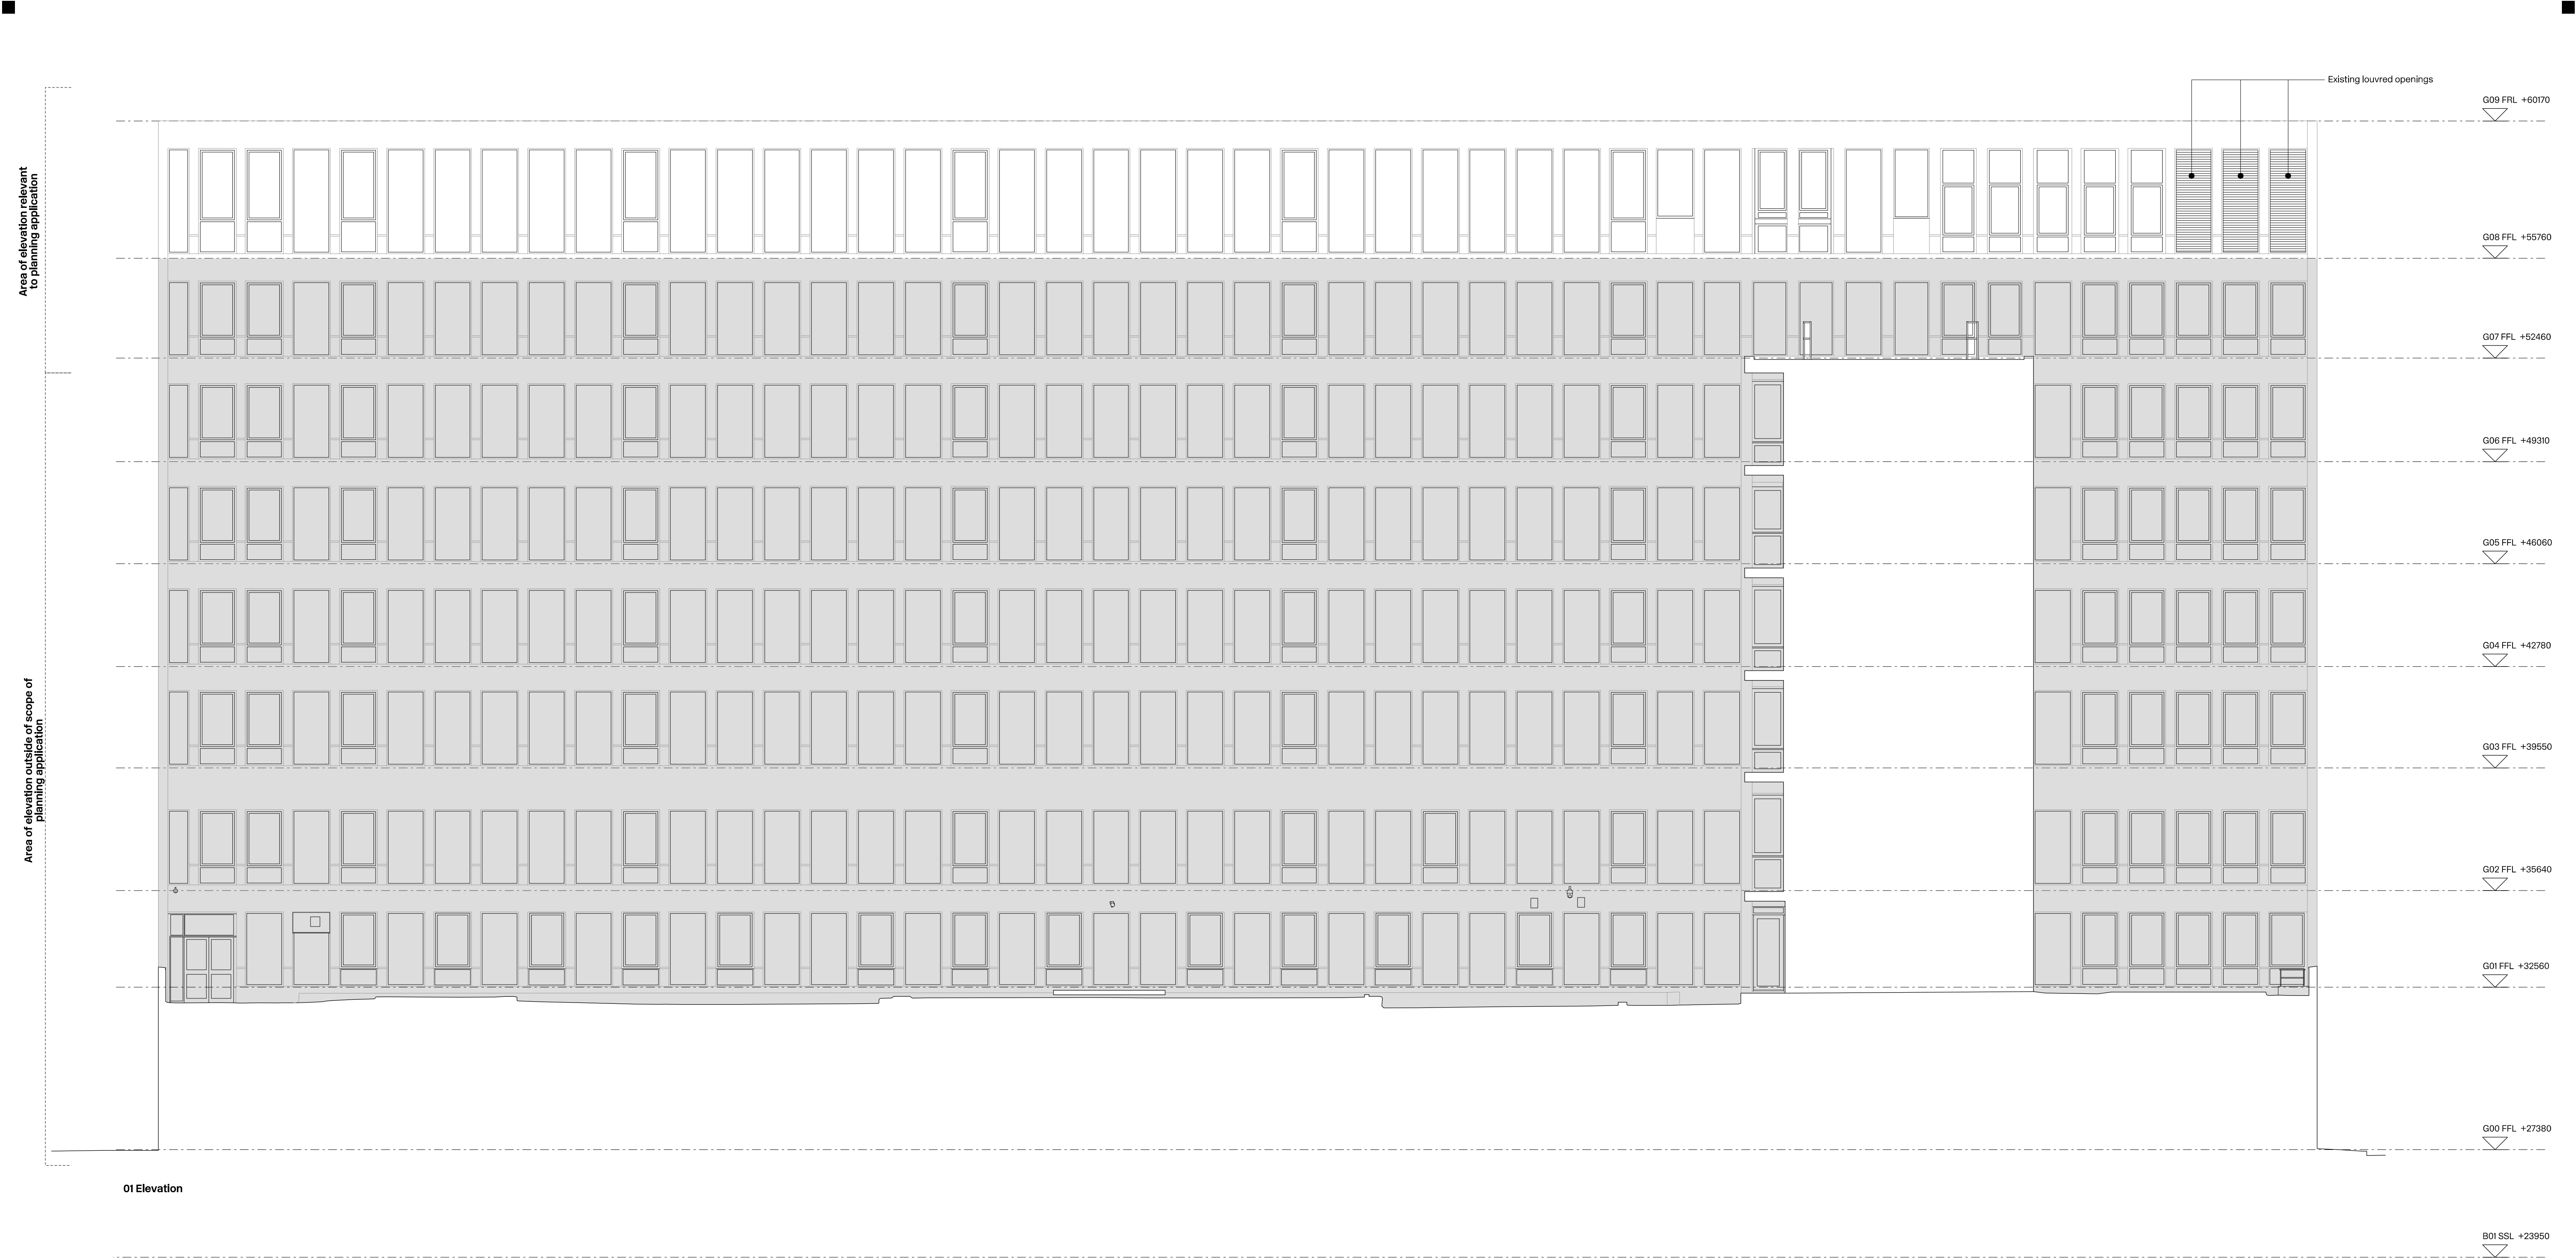 Existing louvred openings
G09 FRL +60170
Area of elevation relevant
to planning application
G08 FFL +55760
G07 FFL +52460
G06 FFL +49310
G05 FFL +46060
G04 FFL +42780
Area of elevation outside of scope of
planning application
G03 FFL +39550
G02 FFL +35640
G01 FFL +32560
G00 FFL +27380
01 Elevation
B01 SSL +23950